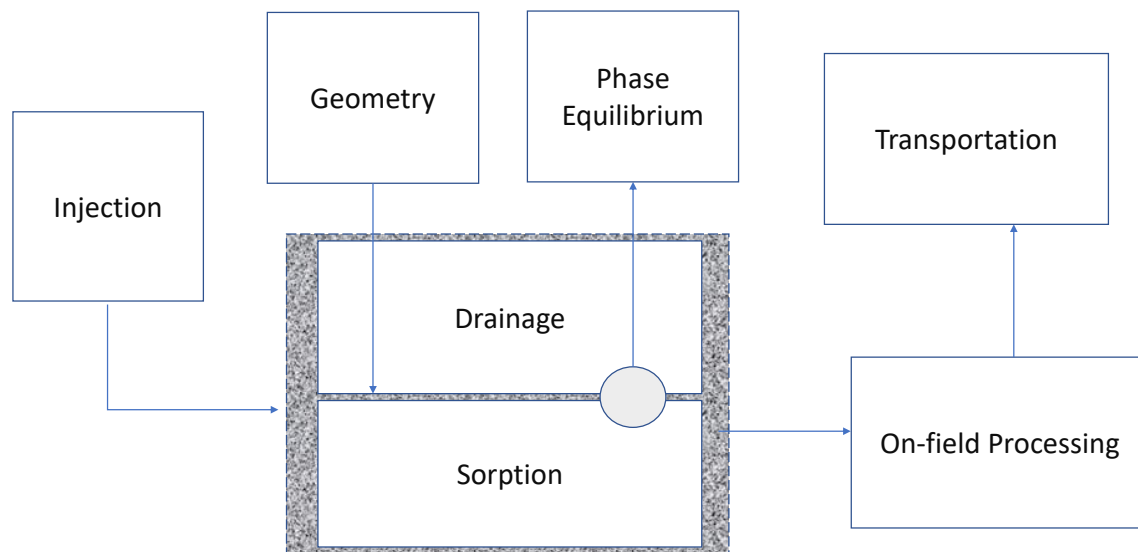 Injection
Geometry
Phase
Equilibrium
Transportation
Drainage
Sorption
On-field Processing